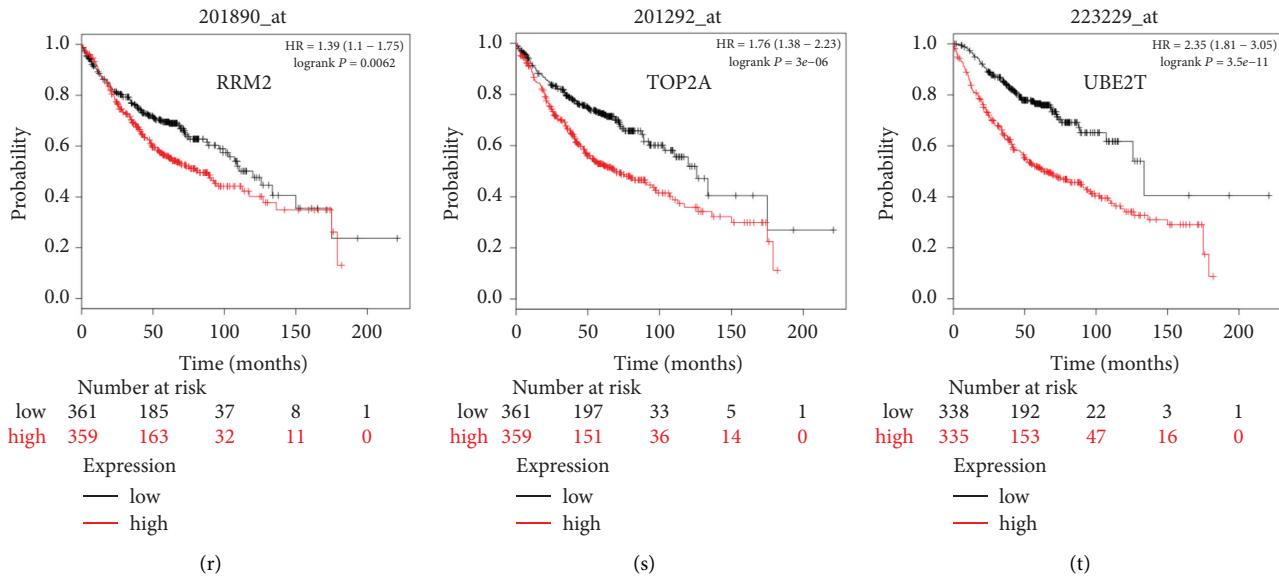 201890_at
HR = 1.39 (1.1 – 1.75)
logrank P = 0.0062
RRM2
Probability
1.0
0.8
0.6
0.4
0.2
0.0
0 50 100 150 200
Time (months)
Number at risk
low 361 185 37 8 1
high 359 163 32 11 0
Expression
low
high
(r)
201292_at
HR = 1.76 (1.38 – 2.23)
logrank P = 3e–06
TOP2A
Probability
1.0
0.8
0.6
0.4
0.2
0.0
0 50 100 150 200
Time (months)
Number at risk
low 361 197 33 5 1
high 359 151 36 14 0
Expression
low
high
(s)
223229_at
HR = 2.35 (1.81 – 3.05)
logrank P = 3.5e–11
UBE2T
Probability
1.0
0.8
0.6
0.4
0.2
0.0
0 50 100 150 200
Time (months)
Number at risk
low 338 192 22 3 1
high 335 153 47 16 0
Expression
low
high
(t)